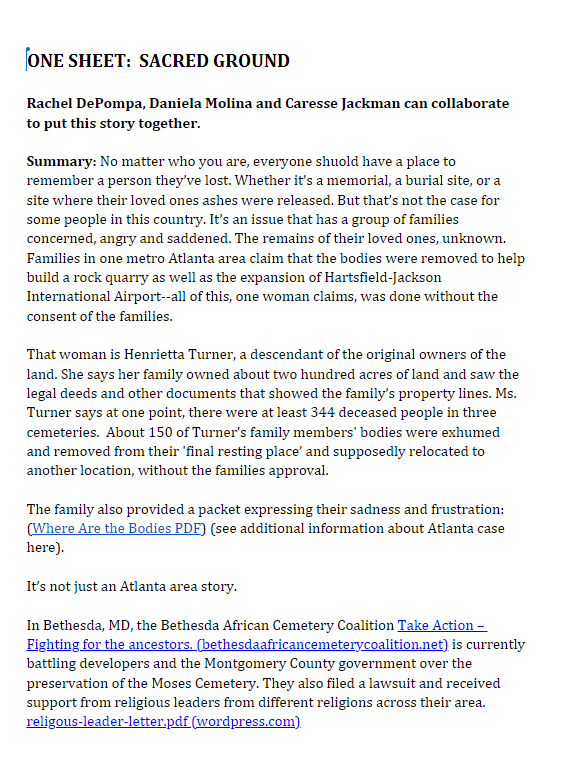 ONE SHEET:  SACRED GROUND
Rachel DePompa, Daniela Molina and Caresse Jackman can collaborate
to put this story together.
Summary: No matter who you are, everyone shuold have a place to
remember a person they've lost. Whether it's a memorial, a burial site, or a
site where their loved ones ashes were released. But that's not the case for
some people in this country. It's an issue that has a group of families
concerned, angry and saddened. The remains of their loved ones, unknown.
Families in one metro Atlanta area claim that the bodies were removed to help
build a rock quarry as well as the expansion of Hartsfield-Jackson
International Airport--all of this, one woman claims, was done without the
consent of the families.
That woman is Henrietta Turner, a descendant of the original owners of the
land. She says her family owned about two hundred acres of land and saw the
legal deeds and other documents that showed the family's property lines. Ms.
Turner says at one point, there were at least 344 deceased people in three
cemeteries.  About 150 of Turner's family members' bodies were exhumed
and removed from their 'final resting place' and supposedly relocated to
another location, without the families approval.
The family also provided a packet expressing their sadness and frustration:
(Where Are the Bodies PDF) (see additional information about Atlanta case
here).
It's not just an Atlanta area story.
In Bethesda, MD, the Bethesda African Cemetery Coalition Take Action –
Fighting for the ancestors. (bethesdaafricancemeterycoalition.net) is currently
battling developers and the Montgomery County government over the
preservation of the Moses Cemetery. They also filed a lawsuit and received
support from religious leaders from different religions across their area.
religous-leader-letter.pdf (wordpress.com)